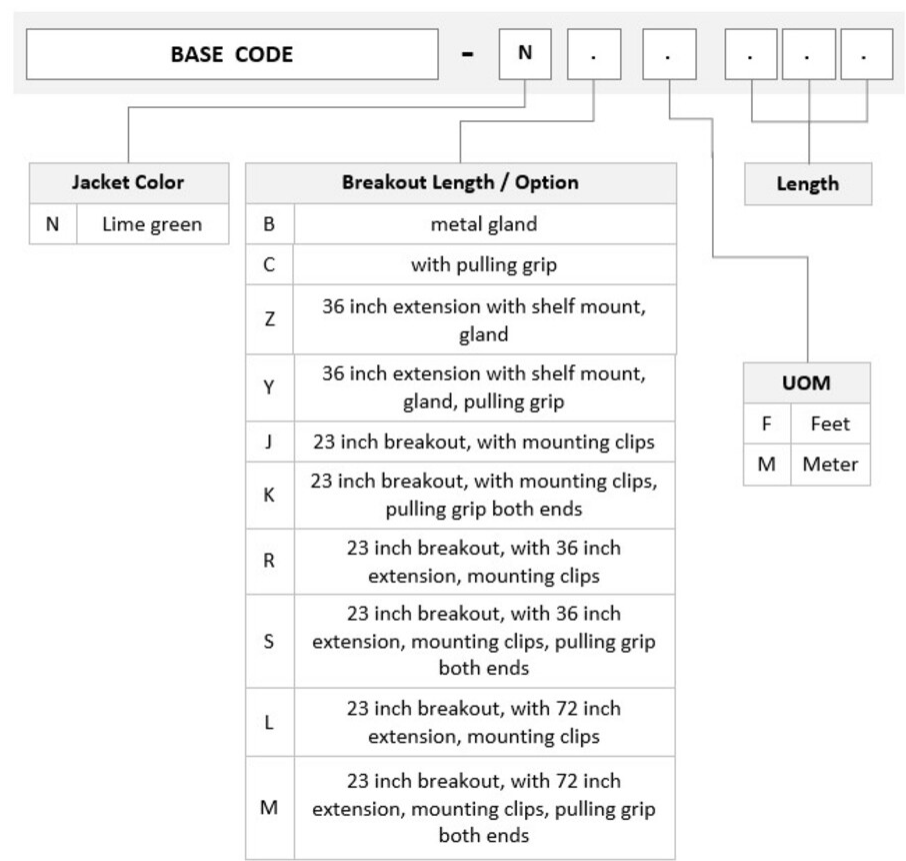 BASE CODE - N . . . . .
Jacket Color
N Lime green
Breakout Length / Option
B metal gland
C with pulling grip
Z 36 inch extension with shelf mount,
gland
Y 36 inch extension with shelf mount,
gland, pulling grip
J 23 inch breakout, with mounting clips
K 23 inch breakout, with mounting clips,
pulling grip both ends
R 23 inch breakout, with 36 inch
extension, mounting clips
S 23 inch breakout, with 36 inch
extension, mounting clips, pulling grip
both ends
L 23 inch breakout, with 72 inch
extension, mounting clips
M 23 inch breakout, with 72 inch
extension, mounting clips, pulling grip
both ends
Length
UOM
F Feet
M Meter